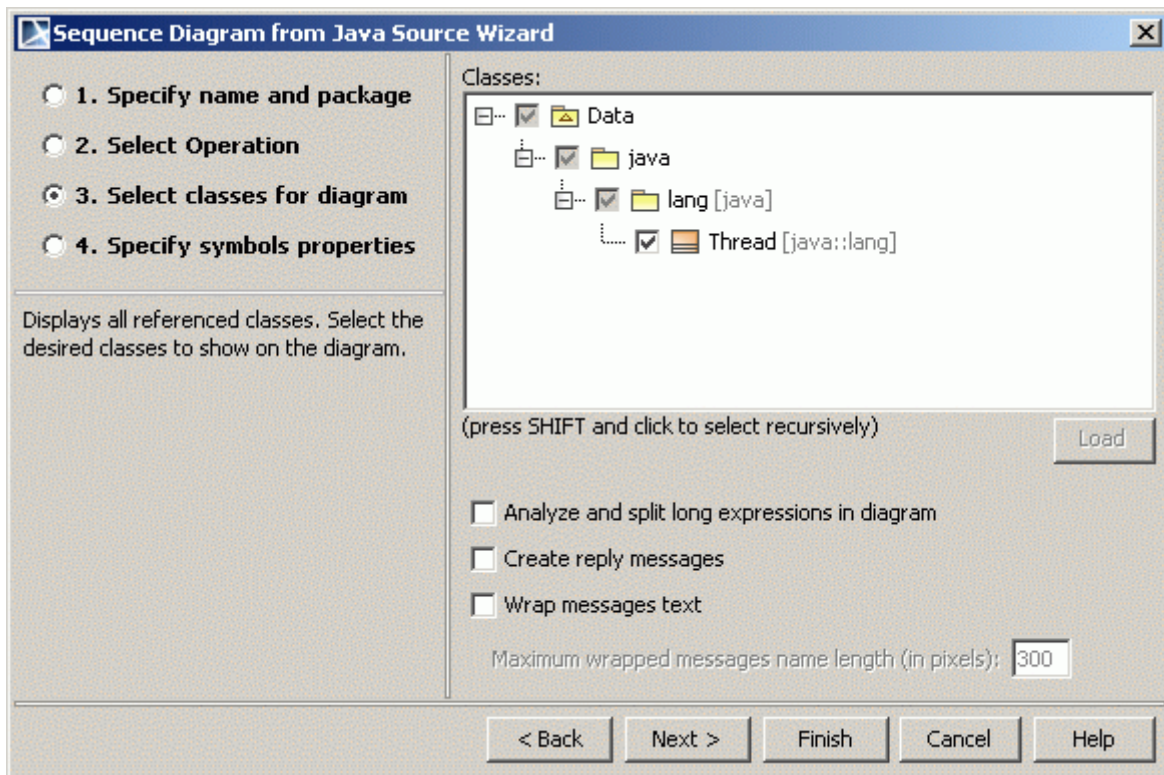 Sequence Diagram from Java Source Wizard
1. Specify name and package
2. Select Operation
3. Select classes for diagram
4. Specify symbols properties
Displays all referenced classes. Select the
desired classes to show on the diagram.
Classes:
Data
java
lang [java]
Thread [java::lang]
(press SHIFT and click to select recursively)
Load
Analyze and split long expressions in diagram
Create reply messages
Wrap messages text
Maximum wrapped messages name length (in pixels): 300
< Back Next > Finish Cancel Help